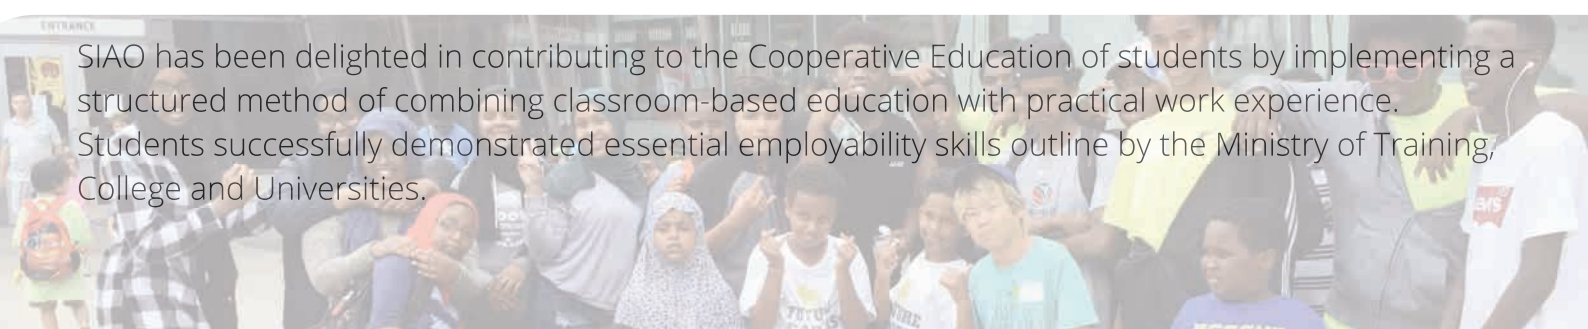 ENTRANCE
SIAO has been delighted in contributing to the Cooperative Education of students by implementing a
structured method of combining classroom-based education with practical work experience.
Students successfully demonstrated essential employability skills outline by the Ministry of Training,
College and Universities.